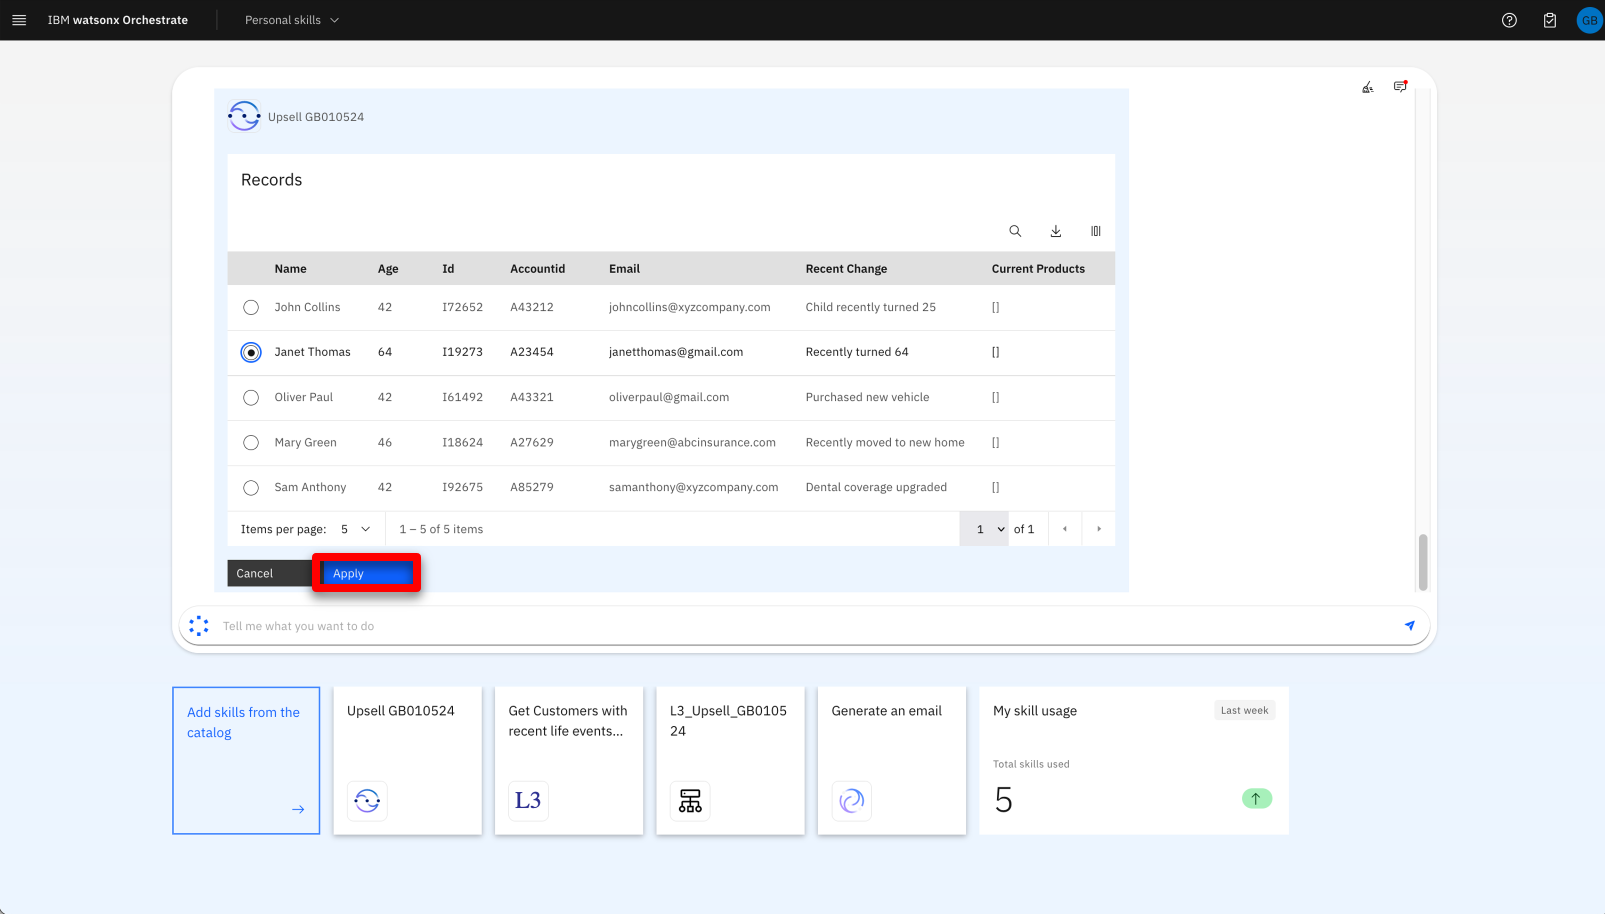 IBM watsonx Orchestrate Personal skills GB
Upsell GB010524
Records
Name Age Id Accountid Email Recent Change Current Products
John Collins 42 I72652 A43212 johncollins@xyzcompany.com Child recently turned 25 []
Janet Thomas 64 I19273 A23454 janetthomas@gmail.com Recently turned 64 []
Oliver Paul 42 I61492 A43321 oliverpaul@gmail.com Purchased new vehicle []
Mary Green 46 I18624 A27629 marygreen@abcinsurance.com Recently moved to new home []
Sam Anthony 42 I92675 A85279 samanthony@xyzcompany.com Dental coverage upgraded []
Items per page: 5 1 – 5 of 5 items 1 of 1
Cancel Apply
Tell me what you want to do
Add skills from the
catalog
Upsell GB010524
Get Customers with
recent life events...
L3
L3_Upsell_GB0105
24
Generate an email
My skill usage Last week
Total skills used
5